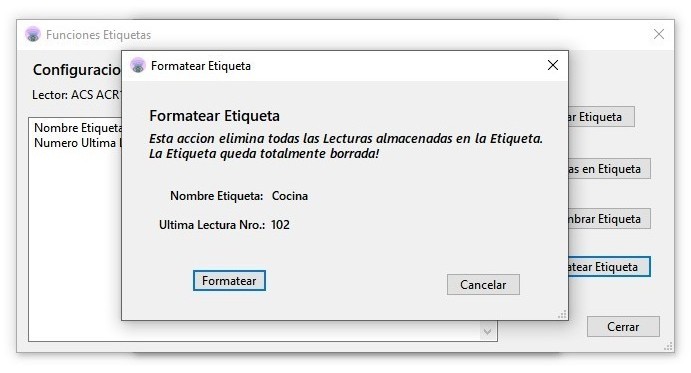 Funciones Etiquetas
Formatear Etiqueta
Configuracio
Lector: ACS ACR1
Nombre Etiqueta
Numero Ultima
Formatear Etiqueta
Esta accion elimina todas las Lecturas almacenadas en la Etiqueta.
La Etiqueta queda totalmente borrada!
Nombre Etiqueta: Cocina
Ultima Lectura Nro.: 102
Formatear
Cancelar
ar Etiqueta
as en Etiqueta
mbrar Etiqueta
atear Etiqueta
Cerrar